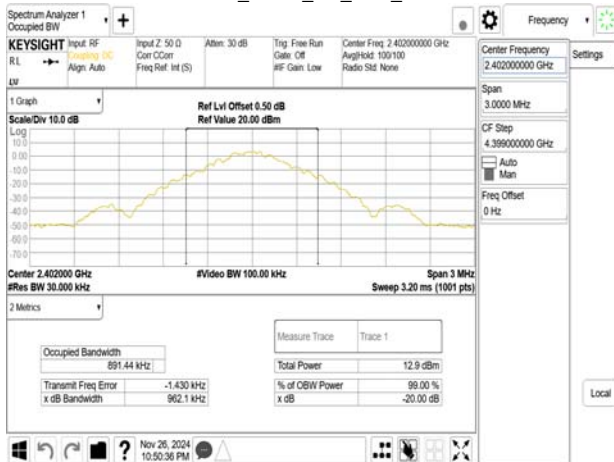 Spectrum Analyzer 1
Occupied BW
+
Frequency
KEYSIGHT
RL
Input: RF
Coupling: DC
Align: Auto
Input Z: 50 Ω
Corr CCorr
Freq Ref: Int (S)
Atten: 30 dB
Trig: Free Run
Gate: Off
#IF Gain: Low
Center Freq: 2.402000000 GHz
Avg|Hold: 100/100
Radio Std: None
LW
Center Frequency
2.402000000 GHz
Settings
Span
3.0000 MHz
CF Step
4.399000000 GHz
Auto
Man
Freq Offset
0 Hz
Local
1 Graph
Scale/Div 10.0 dB
Ref Lvl Offset 0.50 dB
Ref Value 20.00 dBm
Log
10.0
0.00
-10.0
-20.0
-30.0
-40.0
-50.0
-60.0
-70.0
Center 2.402000 GHz
#Video BW 100.00 kHz
Span 3 MHz
#Res BW 30.000 kHz
Sweep 3.20 ms (1001 pts)
2 Metrics
Measure Trace
Trace 1
Occupied Bandwidth
891.44 kHz
Total Power
12.9 dBm
Transmit Freq Error
-1.430 kHz
% of OBW Power
99.00 %
x dB Bandwidth
962.1 kHz
x dB
-20.00 dB
?
Nov 26, 2024
10:50:36 PM